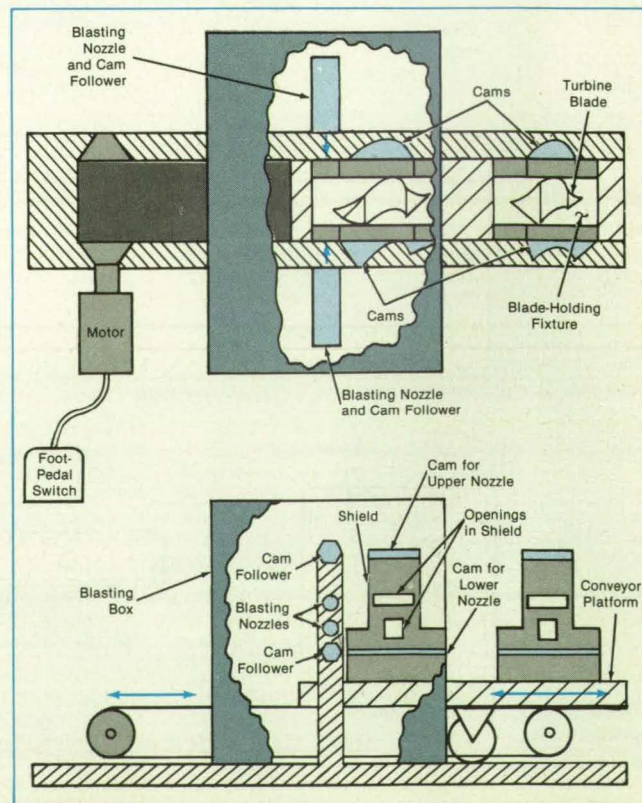 Blasting
Nozzle
and Cam
Follower
Cams
Turbine
Blade
Motor
Cams
Blade-Holding
Fixture
Blasting Nozzle
and Cam Follower
Foot-
Pedal
Switch
Cam for
Upper Nozzle
Shield
Openings
in Shield
Cam
Follower
Cam for
Lower
Nozzle
Conveyor
Platform
Blasting
Box
Blasting
Nozzles
Cam
Follower